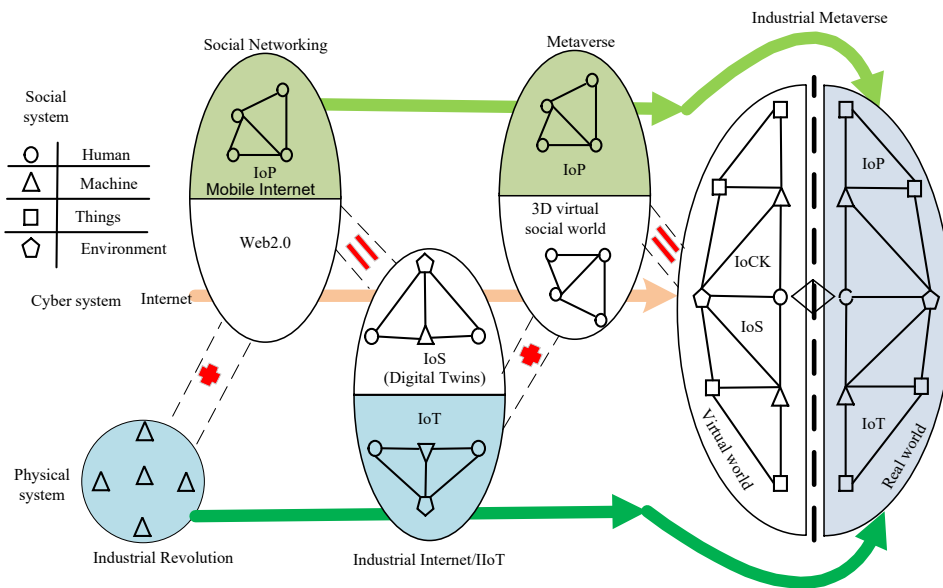 Industrial Metaverse
Social Networking
Metaverse
Social
system
Human
Machine
Things
Environment
IoP
Mobile Internet
Web2.0
IoP
3D virtual
social world
IoP
IoCK
IoS
IoT
Virtual world
Real world
Cyber system
Internet
IoS
(Digital Twins)
IoT
Physical
system
Industrial Revolution
Industrial Internet/IIoT